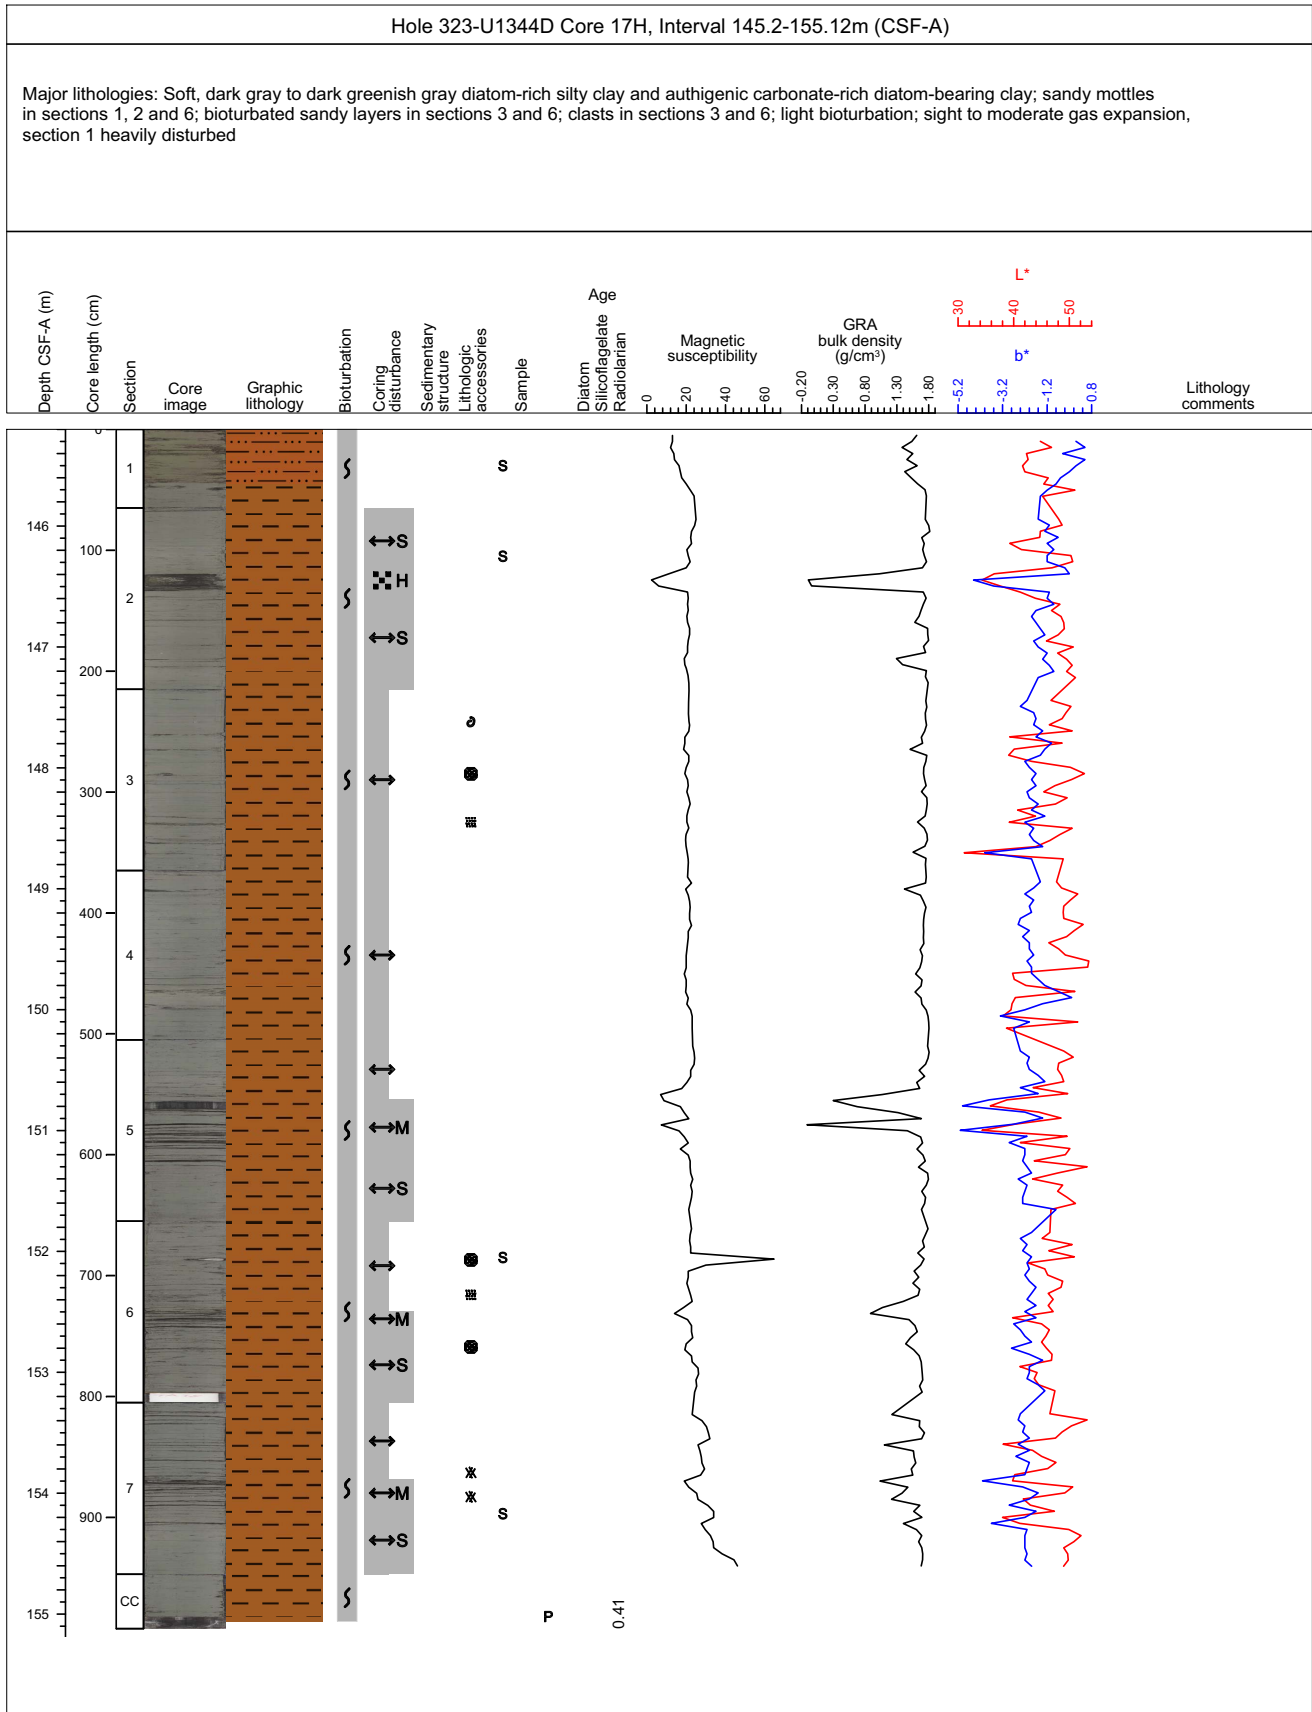 Hole 323-U1344D Core 17H, Interval 145.2-155.12m (CSF-A)
Major lithologies: Soft, dark gray to dark greenish gray diatom-rich silty clay and authigenic carbonate-rich diatom-bearing clay; sandy mottles
in sections 1, 2 and 6; bioturbated sandy layers in sections 3 and 6; clasts in sections 3 and 6; light bioturbation; sight to moderate gas expansion,
section 1 heavily disturbed
Depth CSF-A (m)
Core length (cm)
Section
Core
image
Graphic
lithology
Bioturbation
Coring
disturbance
Sedimentary
structure
Lithologic
accessories
Sample
Age
Diatom
Silicoflagelate
Radiolarian
Magnetic
susceptibility
0 20 40 60
GRA
bulk density
(g/cm³)
-0.20 0.30 0.80 1.30 1.80
L*
30 40 50
b*
-5.2 -3.2 -1.2 0.8
Lithology
comments
0
1
S
146
S
100
S
H
2
S
147
200
148
3
300
149
400
4
150
500
151
5
M
600
S
152
S
700
6
M
153
S
800
7
154
M
S
900
S
CC
155
P
0.41